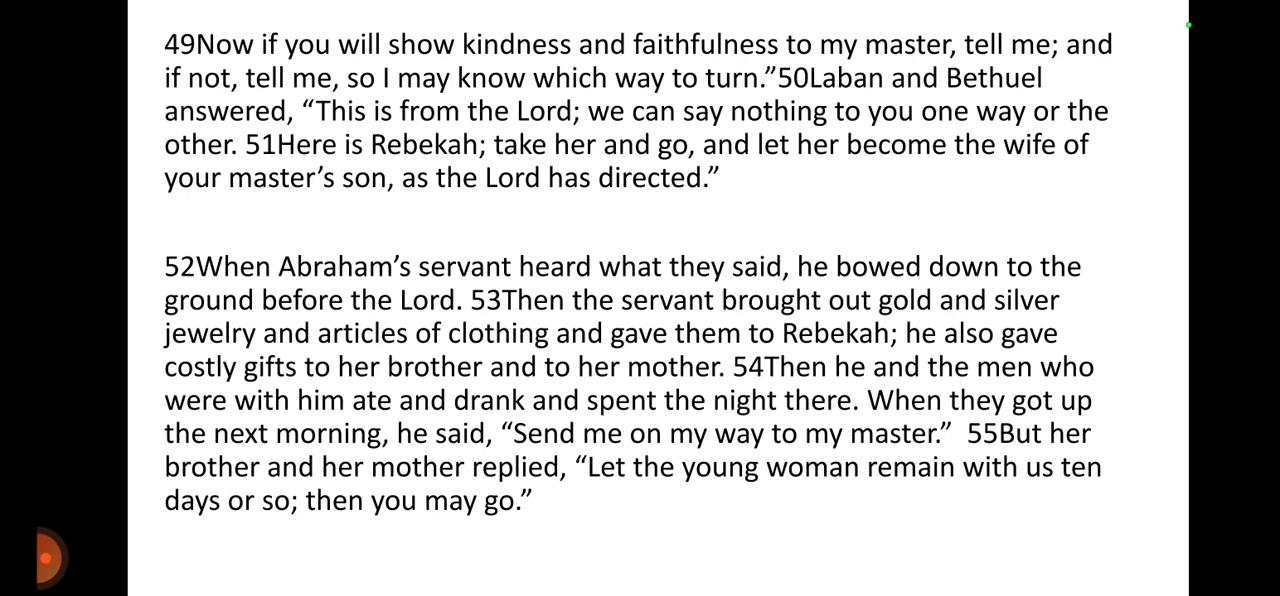 49Now if you will show kindness and faithfulness to my master, tell me; and
if not, tell me, so I may know which way to turn.”50Laban and Bethuel
answered, “This is from the Lord; we can say nothing to you one way or the
other. 51Here is Rebekah; take her and go, and let her become the wife of
your master’s son, as the Lord has directed.”
52When Abraham’s servant heard what they said, he bowed down to the
ground before the Lord. 53Then the servant brought out gold and silver
jewelry and articles of clothing and gave them to Rebekah; he also gave
costly gifts to her brother and to her mother. 54Then he and the men who
were with him ate and drank and spent the night there. When they got up
the next morning, he said, “Send me on my way to my master.”  55But her
brother and her mother replied, “Let the young woman remain with us ten
days or so; then you may go.”